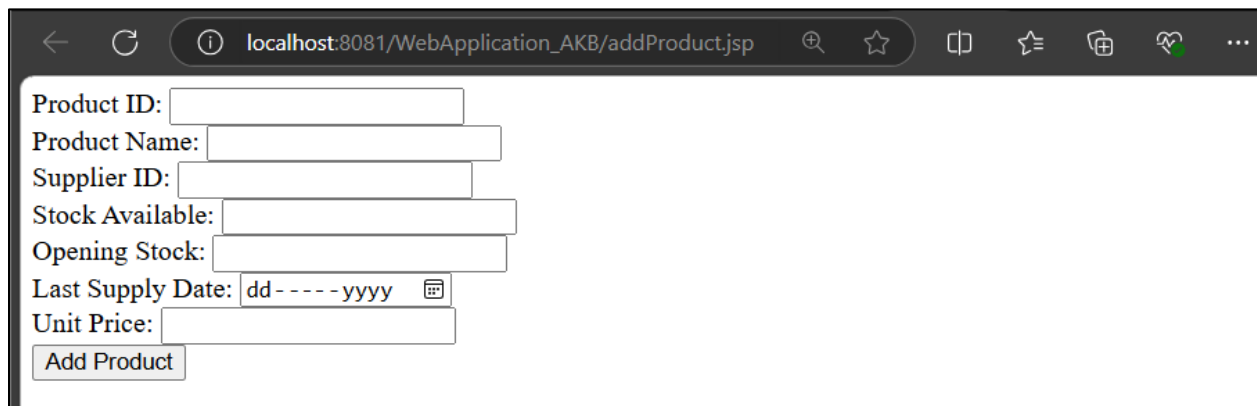 localhost:8081/WebApplication_AKB/addProduct.jsp
Product ID:
Product Name:
Supplier ID:
Stock Available:
Opening Stock:
Last Supply Date: dd-----yyyy
Unit Price:
Add Product